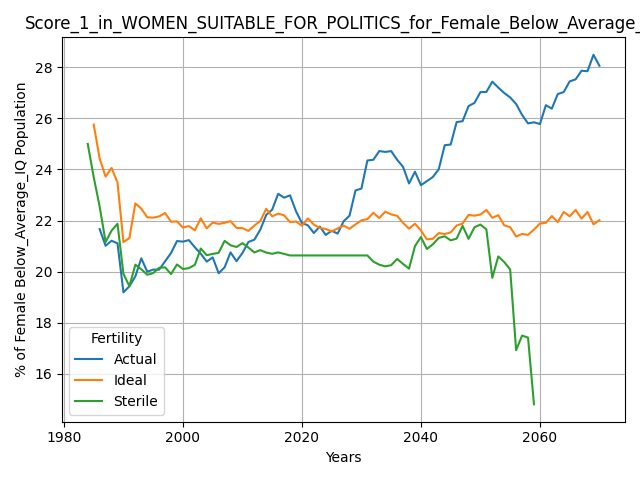 Score_1_in_WOMEN_SUITABLE_FOR_POLITICS_for_Female_Below_Average_
% of Female Below_Average_IQ Population
28
26
24
22
20
18
16
Fertility
Actual
Ideal
Sterile
1980 2000 2020 2040 2060
Years